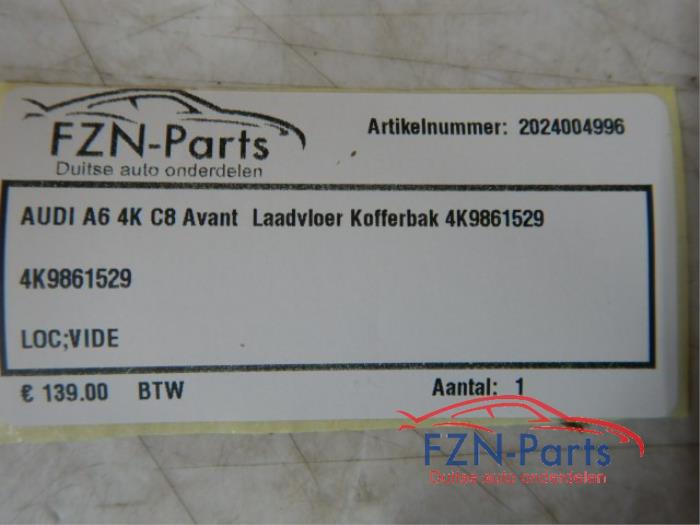 FZN-Parts
Duitse auto onderdelen
Artikelnummer: 2024004996
AUDI A6 4K C8 Avant Laadvloer Kofferbak 4K9861529
4K9861529
LOC;VIDE
€ 139.00 BTW Aantal: 1
FZN-Parts
Duitse auto onderdelen